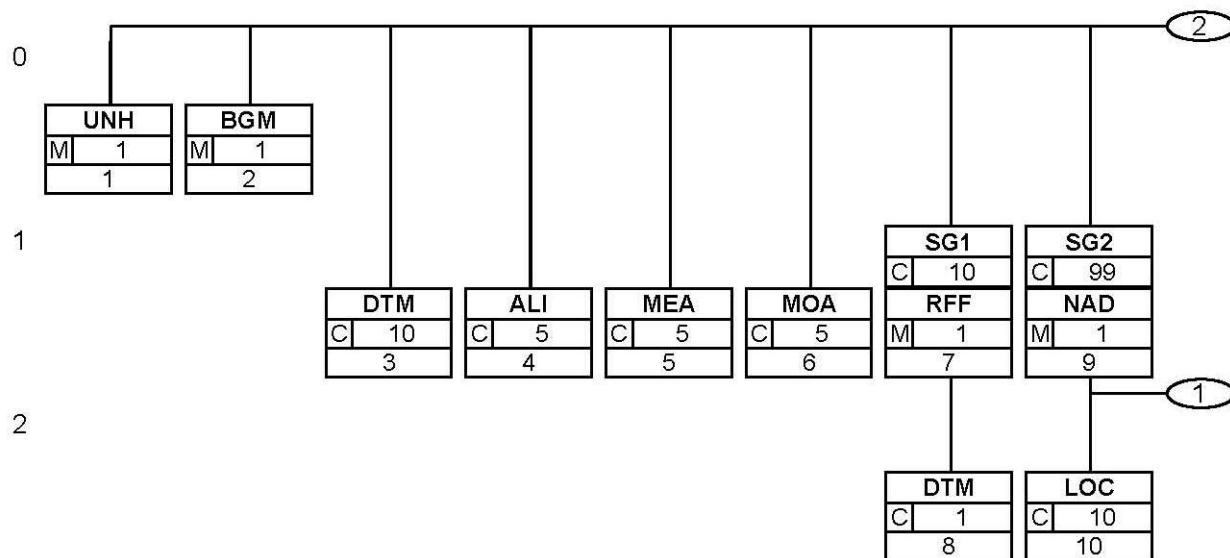 2
0
UNH BGM
M 1 M 1
1 2
1
SG1 SG2
C 10 C 99
DTM ALI MEA MOA RFF NAD
C 10 C 5 C 5 C 5 M 1 M 1
3 4 5 6 7 9
1
2
DTM LOC
C 1 C 10
8 10